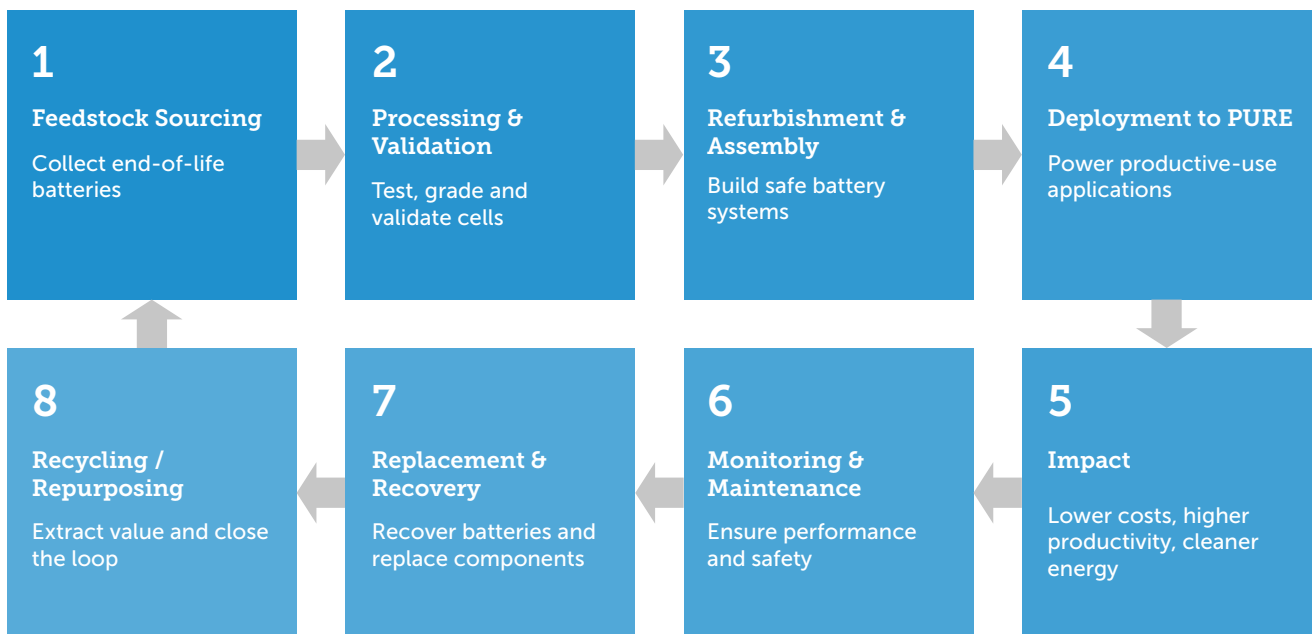 1
Feedstock Sourcing
Collect end-of-life
batteries
2
Processing &
Validation
Test, grade and
validate cells
3
Refurbishment &
Assembly
Build safe battery
systems
4
Deployment to PURE
Power productive-use
applications
5
Impact
Lower costs, higher
productivity, cleaner
energy
6
Monitoring &
Maintenance
Ensure performance
and safety
7
Replacement &
Recovery
Recover batteries and
replace components
8
Recycling /
Repurposing
Extract value and close
the loop